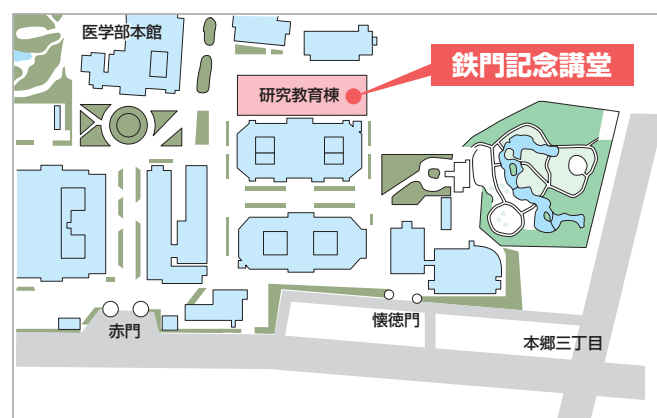 医学部本館
鉄門記念講堂
研究教育棟
懐徳門
赤門
本郷三丁目